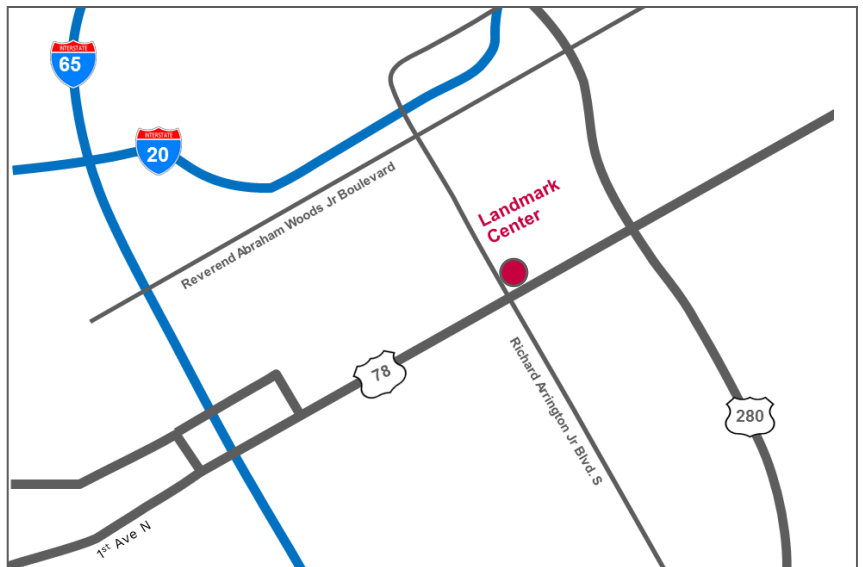 INTERSTATE
65
INTERSTATE
20
Reverend Abraham Woods Jr Boulevard
Landmark
Center
78
Richard Arrington Jr Blvd. S
280
1st Ave N